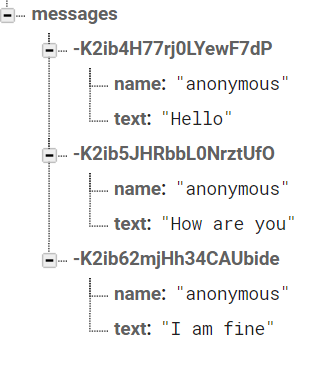 messages
-K2ib4H77rj0LYewF7dP
name: "anonymous"
text: "Hello"
-K2ib5JHRbbL0NrztUfO
name: "anonymous"
text: "How are you"
-K2ib62mjHh34CAUbide
name: "anonymous"
text: "I am fine"